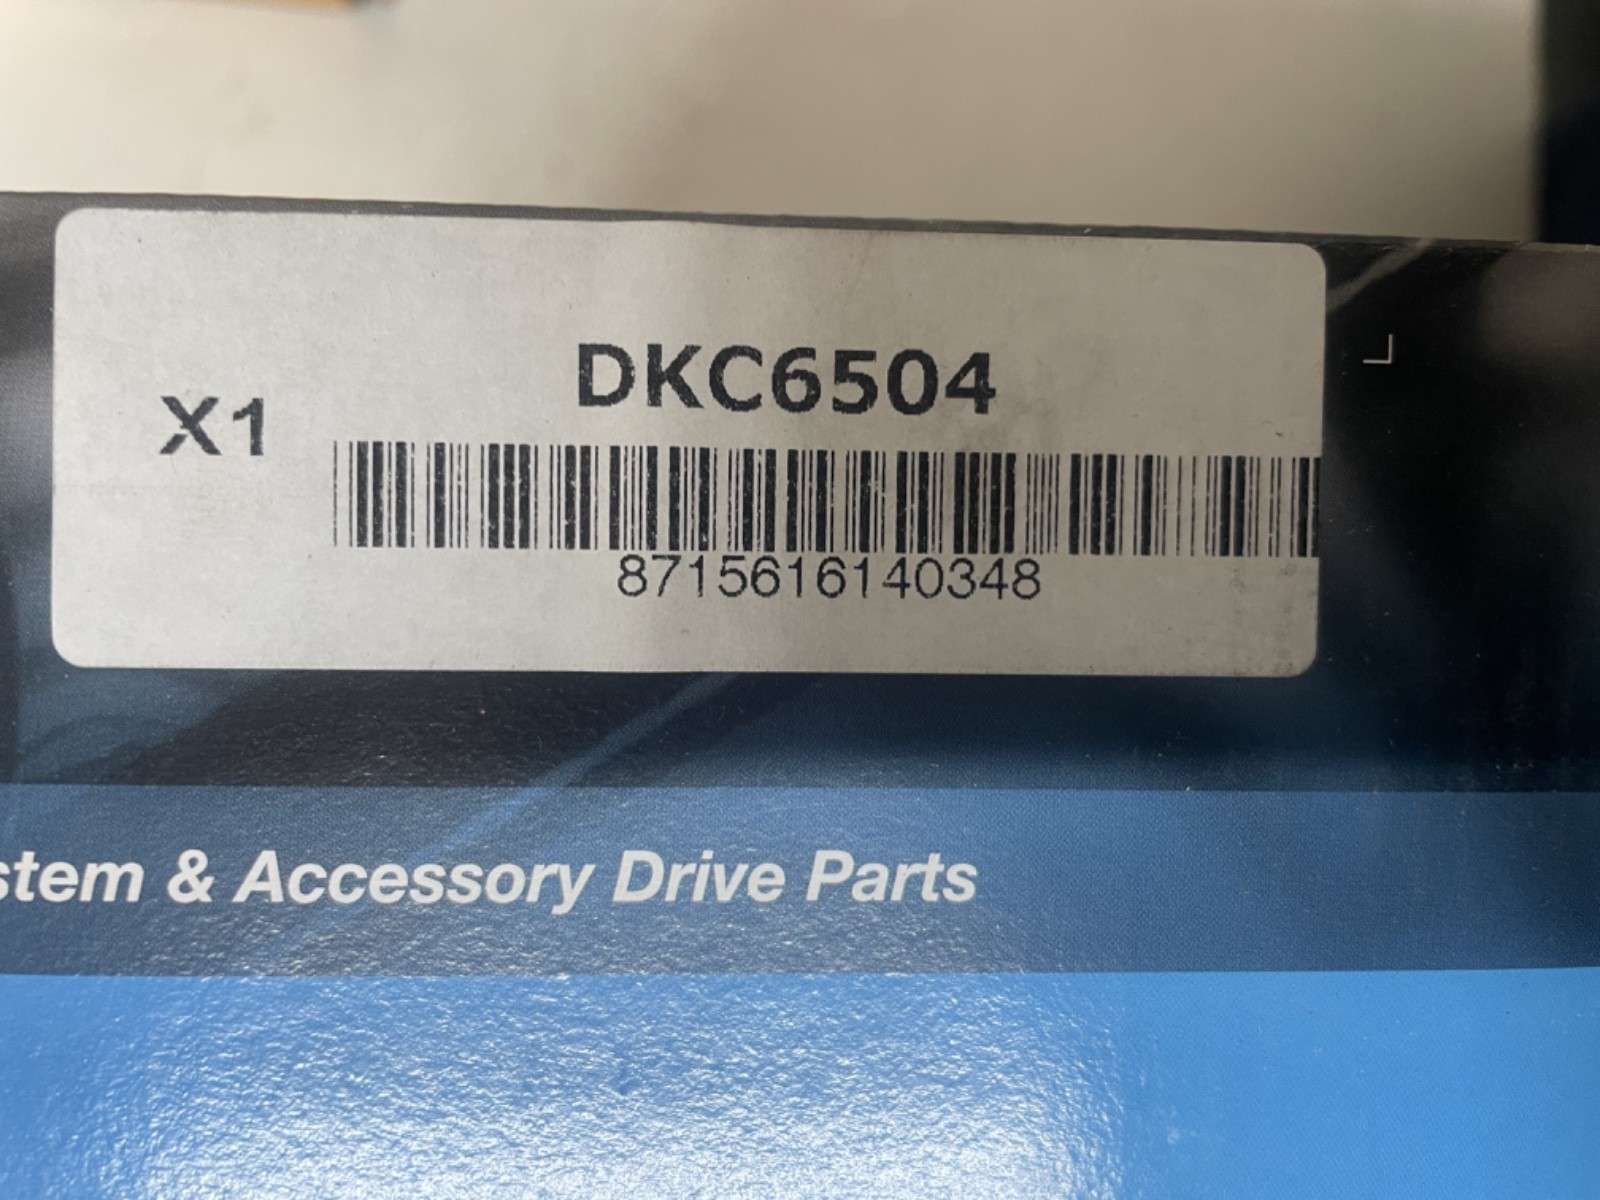 DKC6504
X1
8715616140348
stem & Accessory Drive Parts